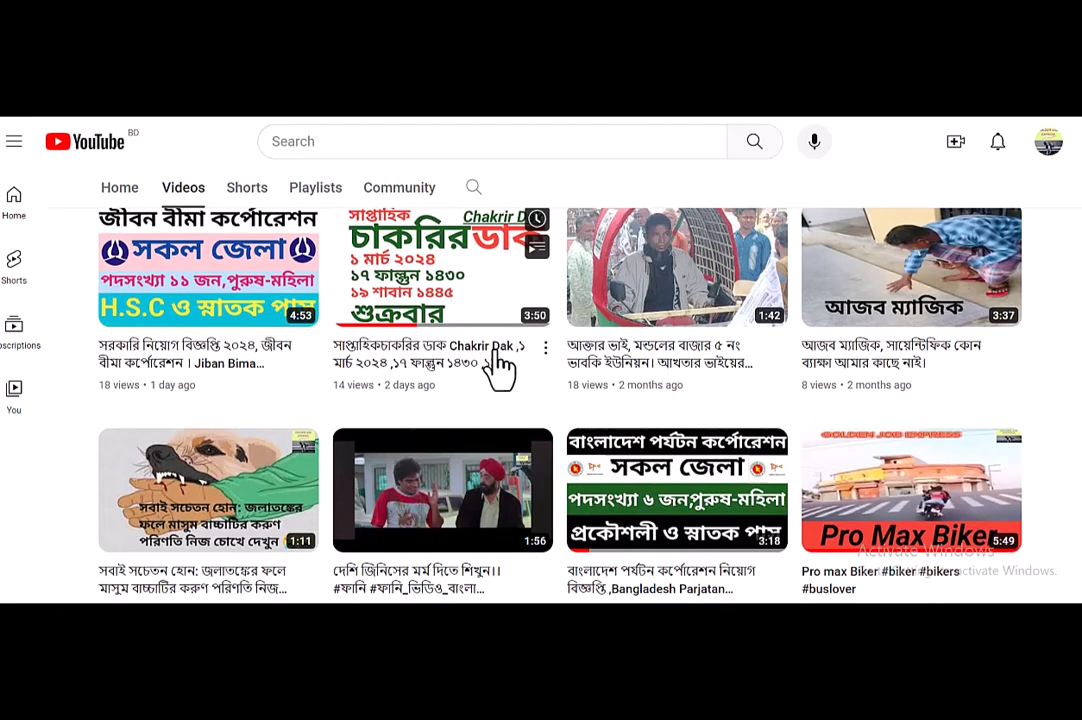 YouTube BD
Search
Home Videos Shorts Playlists Community
Home
Shorts
bscriptions
You
জীবন বীমা কর্পোরেশন
সকল জেলা
পদসংখ্যা ১১ জন,পুরুষ-মহিলা
H.S.C ও স্নাতক পাস
4:53
সরকারি নিয়োগ বিজ্ঞপ্তি ২০২৪, জীবন
বীমা কর্পোরেশন । Jiban Bima...
18 views • 1 day ago
সাপ্তাহিক Chakrir D
চাকরির ডাক
১ মার্চ ২০২৪
১৭ ফাল্গুন ১৪৩০
১৯ শাবান ১৪৪৫
শুক্রবার
3:50
সাপ্তাহিকচাকরির ডাক Chakrir Dak ,১
মার্চ ২০২৪ ,১৭ ফাল্গুন ১৪৩০
14 views • 2 days ago
1:42
আক্তার ভাই, মন্ডলের বাজার ৫ নং
ভাবকি ইউনিয়ন। আখতার ভাইয়ের...
18 views • 2 months ago
আজব ম্যাজিক
3:37
আজব ম্যাজিক, সায়েন্টিফিক কোন
ব্যাক্ষা আমার কাছে নাই।
8 views • 2 months ago
সবাই সচেতন হোন: জলাতঙ্কের
ফলে মাসুম বাচ্চাটির করুণ
পরিণতি নিজ চোখে দেখুন
1:11
সবাই সচেতন হোন: জলাতঙ্কের ফলে
মাসুম বাচ্চাটির করুণ পরিণতি নিজ...
1:56
দেশি জিনিসের মর্ম দিতে শিখুন।।
#ফানি #ফানি_ভিডিও_বাংলা...
বাংলাদেশ পর্যটন কর্পোরেশন
সকল জেলা
পদসংখ্যা ৬ জন,পুরুষ-মহিলা
প্রকৌশলী ও স্নাতক পাস
3:18
বাংলাদেশ পর্যটন কর্পোরেশন নিয়োগ
বিজ্ঞপ্তি ,Bangladesh Parjatan...
GOLDEN JOB EXPRESS
Pro Max Biker
5:49
Pro max Biker #biker #bikers
#buslover
Activate Windows
activate Windows.